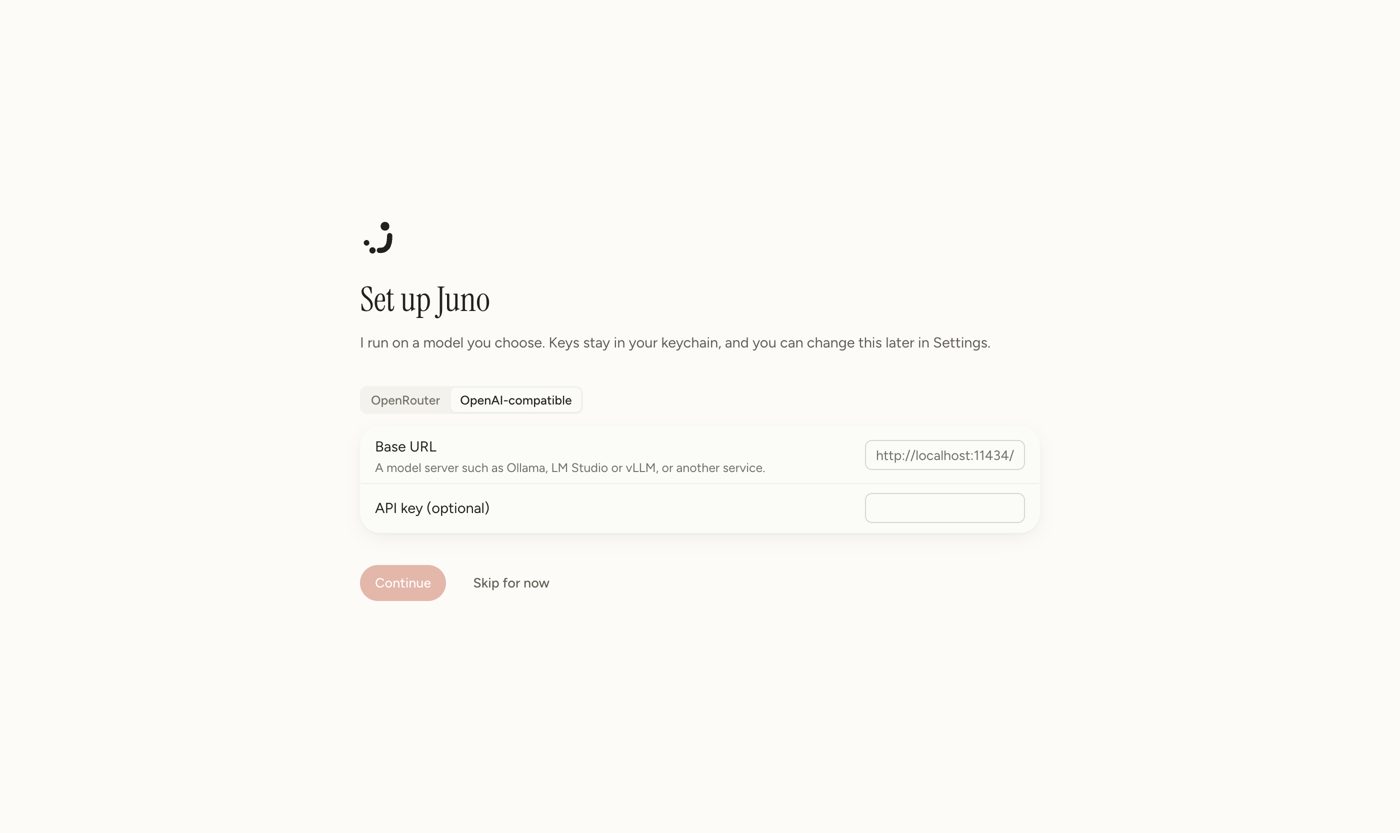 Set up Juno
I run on a model you choose. Keys stay in your keychain, and you can change this later in Settings.
OpenRouter
OpenAI-compatible
Base URL
http://localhost:11434/
A model server such as Ollama, LM Studio or vLLM, or another service.
API key (optional)
Continue
Skip for now